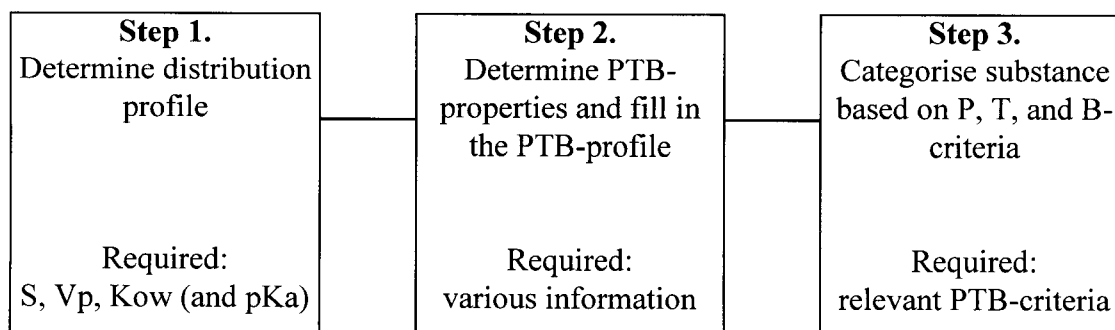 Step 1.
Determine distribution
profile
Required:
S, Vp, Kow (and pKa)
Step 2.
Determine PTB-
properties and fill in
the PTB-profile
Required:
various information
Step 3.
Categorise substance
based on P, T, and B-
criteria
Required:
relevant PTB-criteria